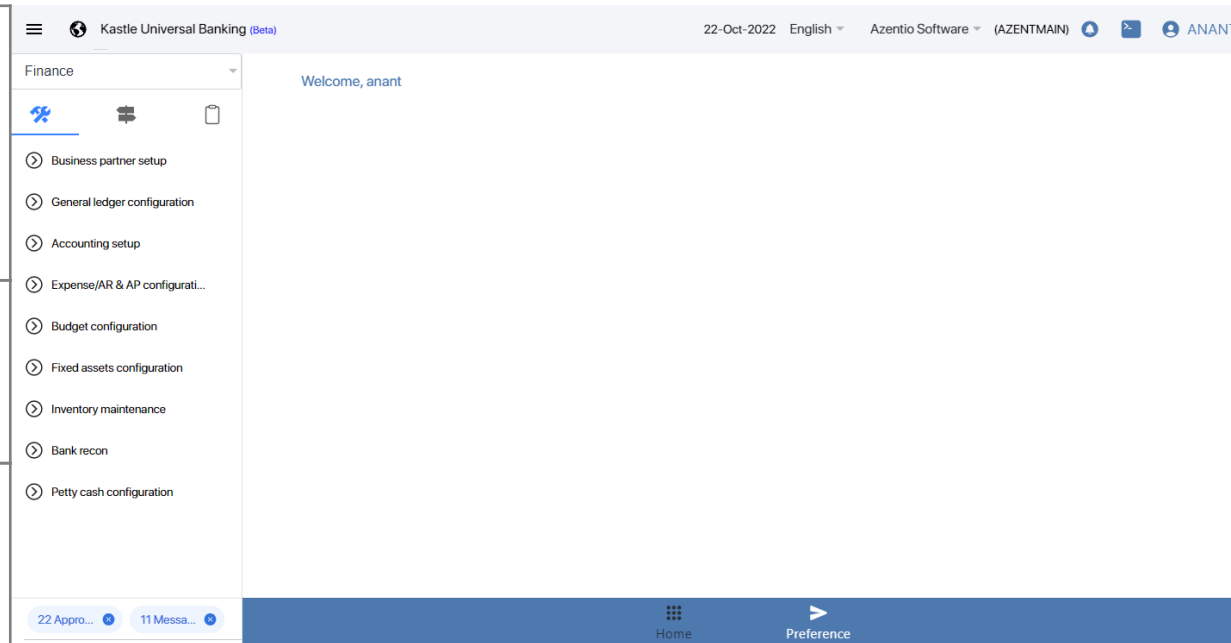 Kastle Universal Banking (Beta) 22-Oct-2022 English Azentio Software (AZENTMAIN) ANANT
Finance
Welcome, anant
Business partner setup
General ledger configuration
Accounting setup
Expense/AR & AP configurati...
Budget configuration
Fixed assets configuration
Inventory maintenance
Bank recon
Petty cash configuration
22 Appro... 11 Messa...
Home Preference